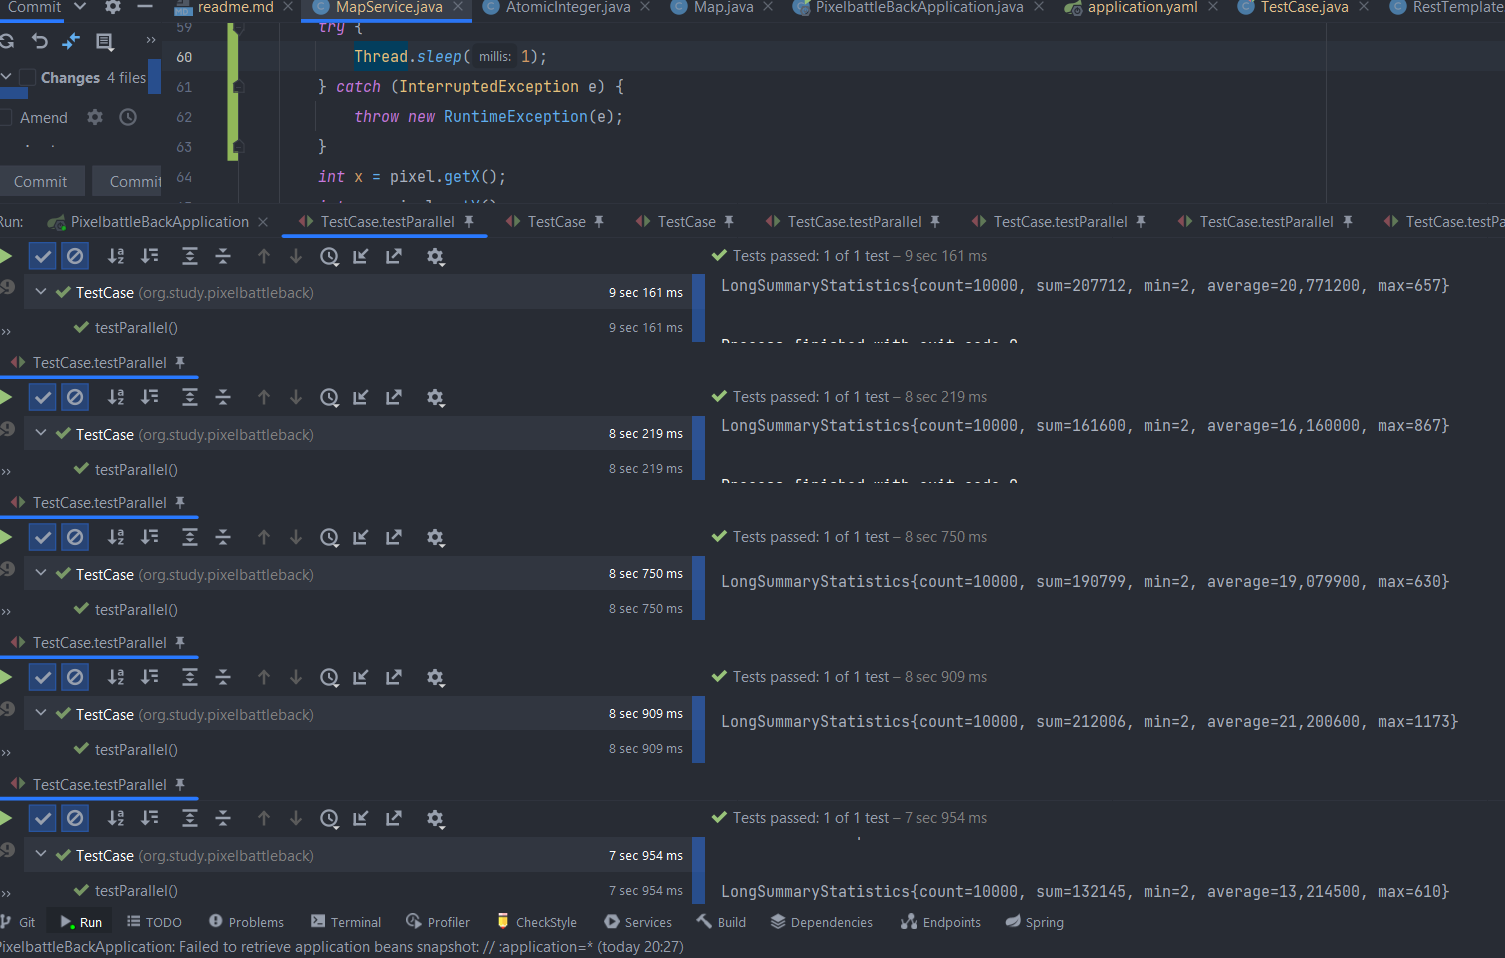 Commit readme.md MapService.java AtomicInteger.java Map.java PixelbattleBackApplication.java application.yaml TestCase.java RestTemplate
59 try {
60 Thread.sleep( millis: 1);
Changes 4 files
61 } catch (InterruptedException e) {
Amend
62 throw new RuntimeException(e);
63 }
Commit Commit
64 int x = pixel.getX();
Run: PixelbattleBackApplication TestCase.testParallel TestCase TestCase TestCase.testParallel TestCase.testParallel TestCase.testParallel TestCase.testPa
Tests passed: 1 of 1 test – 9 sec 161 ms
TestCase (org.study.pixelbattleback) 9 sec 161 ms
LongSummaryStatistics{count=10000, sum=207712, min=2, average=20,771200, max=657}
testParallel() 9 sec 161 ms
Process finished with exit code 0
TestCase.testParallel
Tests passed: 1 of 1 test – 8 sec 219 ms
TestCase (org.study.pixelbattleback) 8 sec 219 ms
LongSummaryStatistics{count=10000, sum=161600, min=2, average=16,160000, max=867}
testParallel() 8 sec 219 ms
Process finished with exit code 0
TestCase.testParallel
Tests passed: 1 of 1 test – 8 sec 750 ms
TestCase (org.study.pixelbattleback) 8 sec 750 ms
LongSummaryStatistics{count=10000, sum=190799, min=2, average=19,079900, max=630}
testParallel() 8 sec 750 ms
TestCase.testParallel
Tests passed: 1 of 1 test – 8 sec 909 ms
TestCase (org.study.pixelbattleback) 8 sec 909 ms
LongSummaryStatistics{count=10000, sum=212006, min=2, average=21,200600, max=1173}
testParallel() 8 sec 909 ms
TestCase.testParallel
Tests passed: 1 of 1 test – 7 sec 954 ms
TestCase (org.study.pixelbattleback) 7 sec 954 ms
testParallel() 7 sec 954 ms
LongSummaryStatistics{count=10000, sum=132145, min=2, average=13,214500, max=610}
Git Run TODO Problems Terminal Profiler CheckStyle Services Build Dependencies Endpoints Spring
PixelbattleBackApplication: Failed to retrieve application beans snapshot: // :application=* (today 20:27)